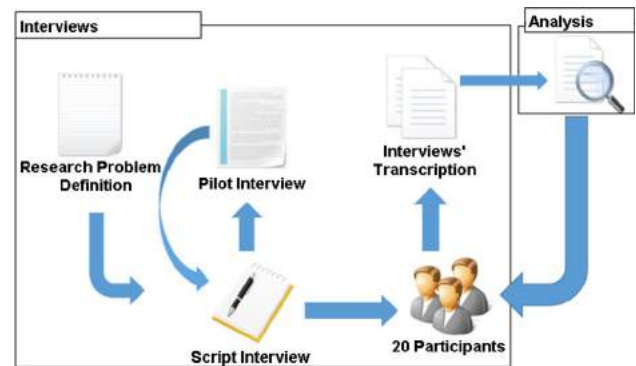 Interviews
Analysis
Research Problem
Definition
Pilot Interview
Interviews'
Transcription
Script Interview
20 Participants